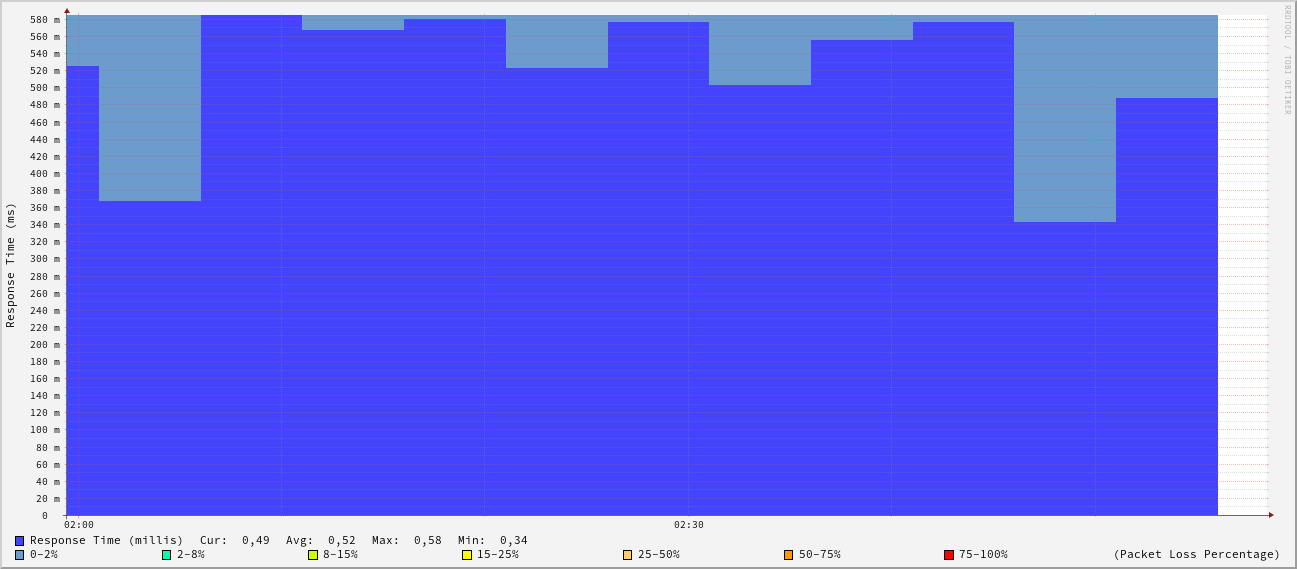 RRDTOOL / TOBI OETIKER
Response Time (ms)
580 m
560 m
540 m
520 m
500 m
480 m
460 m
440 m
420 m
400 m
380 m
360 m
340 m
320 m
300 m
280 m
260 m
240 m
220 m
200 m
180 m
160 m
140 m
120 m
100 m
80 m
60 m
40 m
20 m
0
02:00 02:30
Response Time (millis) Cur: 0,49 Avg: 0,52 Max: 0,58 Min: 0,34
0-2% 2-8% 8-15% 15-25% 25-50% 50-75% 75-100% (Packet Loss Percentage)